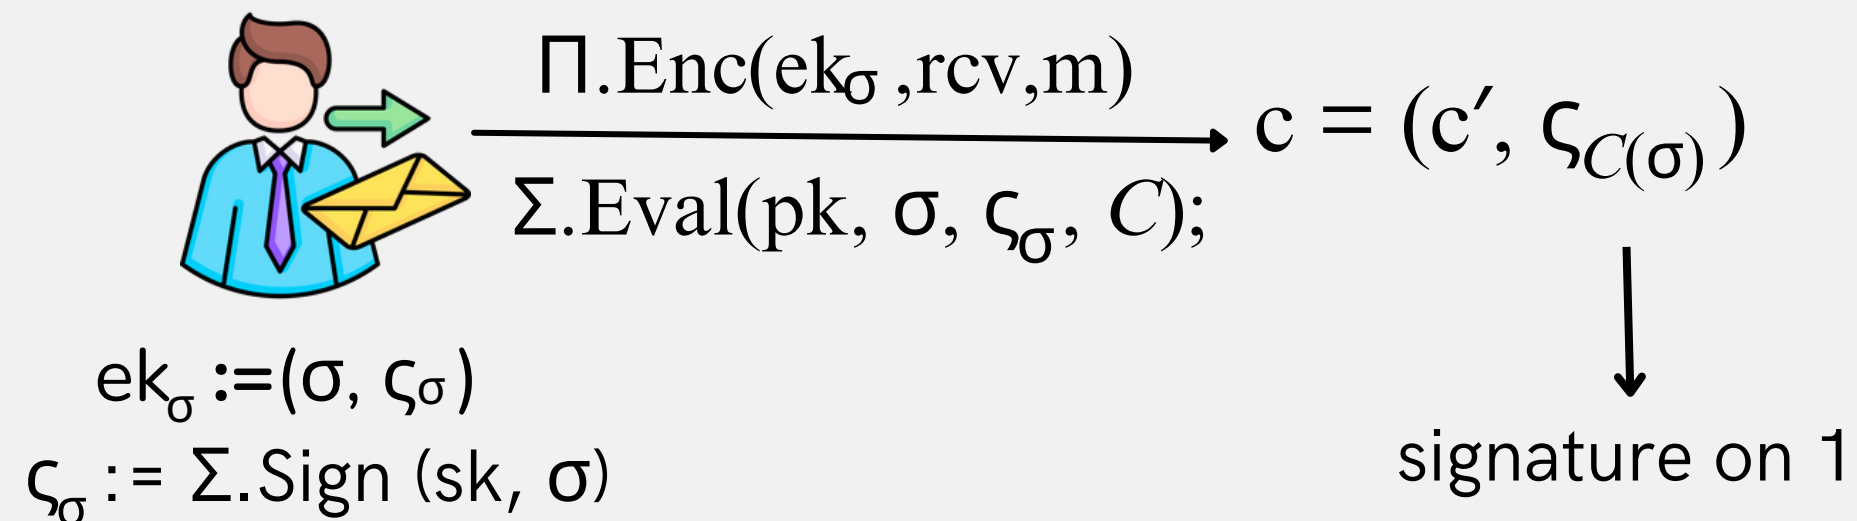 Π.Enc(ekσ ,rcv,m)
c = (c′, ςC(σ))
Σ.Eval(pk, σ, ςσ, C);
ekσ :=(σ, ςσ)
ςσ := Σ.Sign (sk, σ)
signature on 1